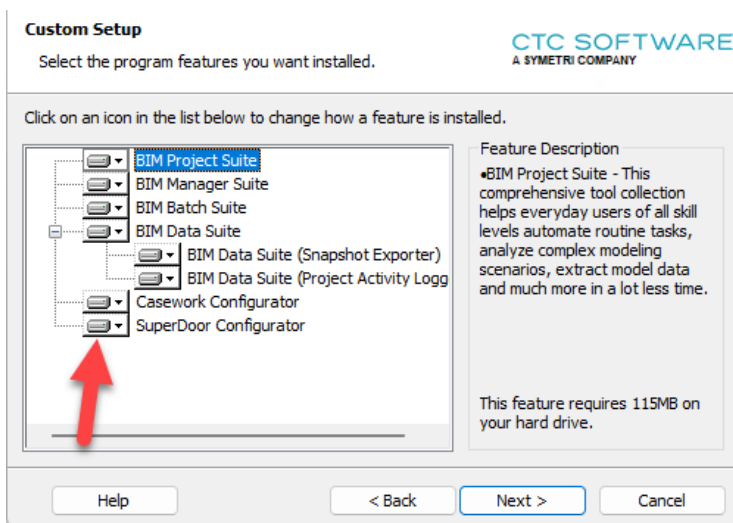 Custom Setup
Select the program features you want installed.
CTC SOFTWARE
A SYMETRI COMPANY
Click on an icon in the list below to change how a feature is installed.
BIM Project Suite
BIM Manager Suite
BIM Batch Suite
BIM Data Suite
BIM Data Suite (Snapshot Exporter)
BIM Data Suite (Project Activity Logg
Casework Configurator
SuperDoor Configurator
Feature Description
•BIM Project Suite - This
comprehensive tool collection
helps everyday users of all skill
levels automate routine tasks,
analyze complex modeling
scenarios, extract model data
and much more in a lot less time.
This feature requires 115MB on
your hard drive.
Help
< Back
Next >
Cancel